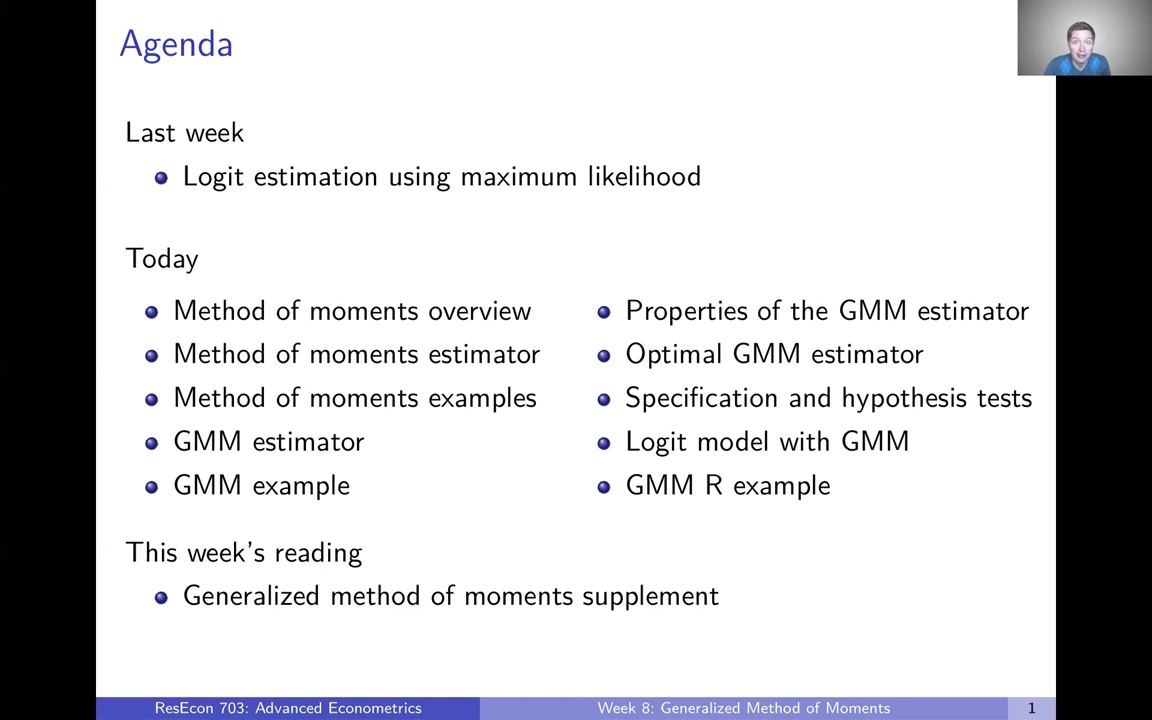 Agenda
Last week
Logit estimation using maximum likelihood
Today
Method of moments overview
Method of moments estimator
Method of moments examples
GMM estimator
GMM example
Properties of the GMM estimator
Optimal GMM estimator
Specification and hypothesis tests
Logit model with GMM
GMM R example
This week's reading
Generalized method of moments supplement
ResEcon 703: Advanced Econometrics
Week 8: Generalized Method of Moments
1